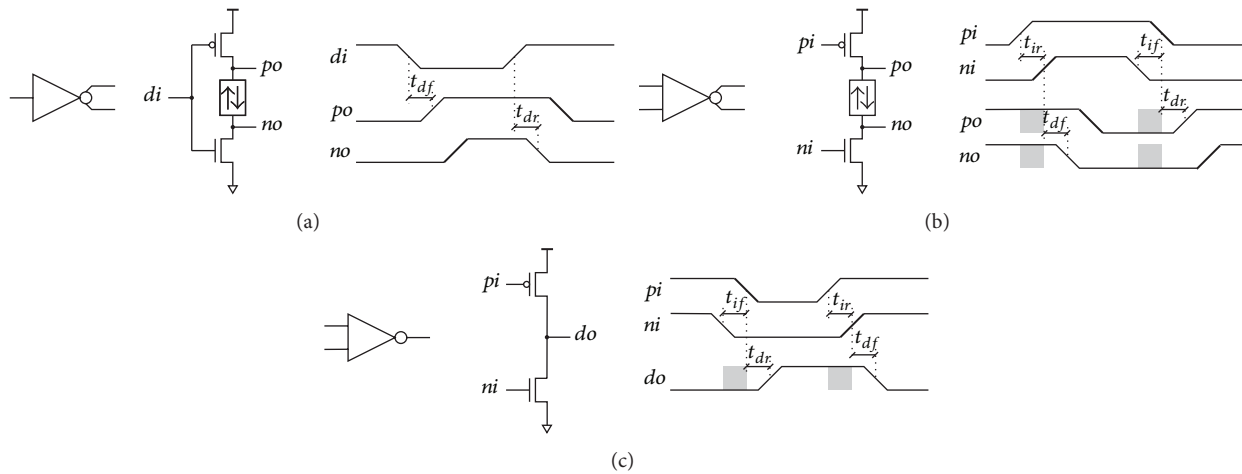 di
po
no
di
po
no
t_df
t_dr
(a)
pi
ni
po
no
pi
ni
po
no
t_ir
t_if
t_dr
t_df
(b)
pi
ni
do
pi
ni
do
t_if
t_ir
t_dr
t_df
(c)